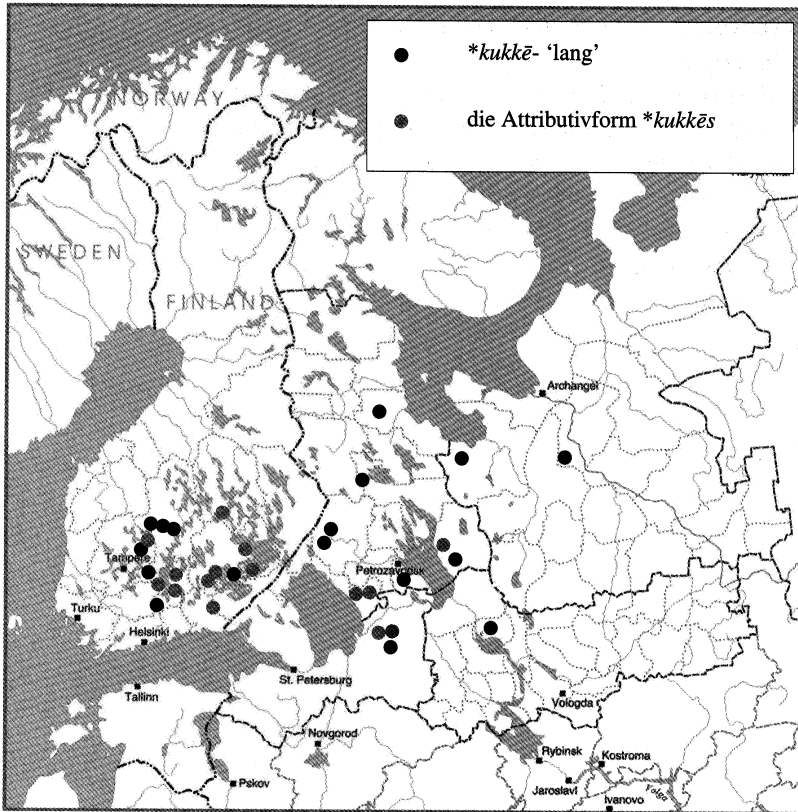 *kukkē- ‘lang’
die Attributivform *kukkēs
NORWAY
SWEDEN
FINLAND
Archangel
Tampere
Petrozavodsk
Turku
Helsinki
St. Petersburg
Tallinn
Vologda
Novgorod
Rybinsk
Kostroma
Pskov
Jaroslavl
Volga
Ivanovo